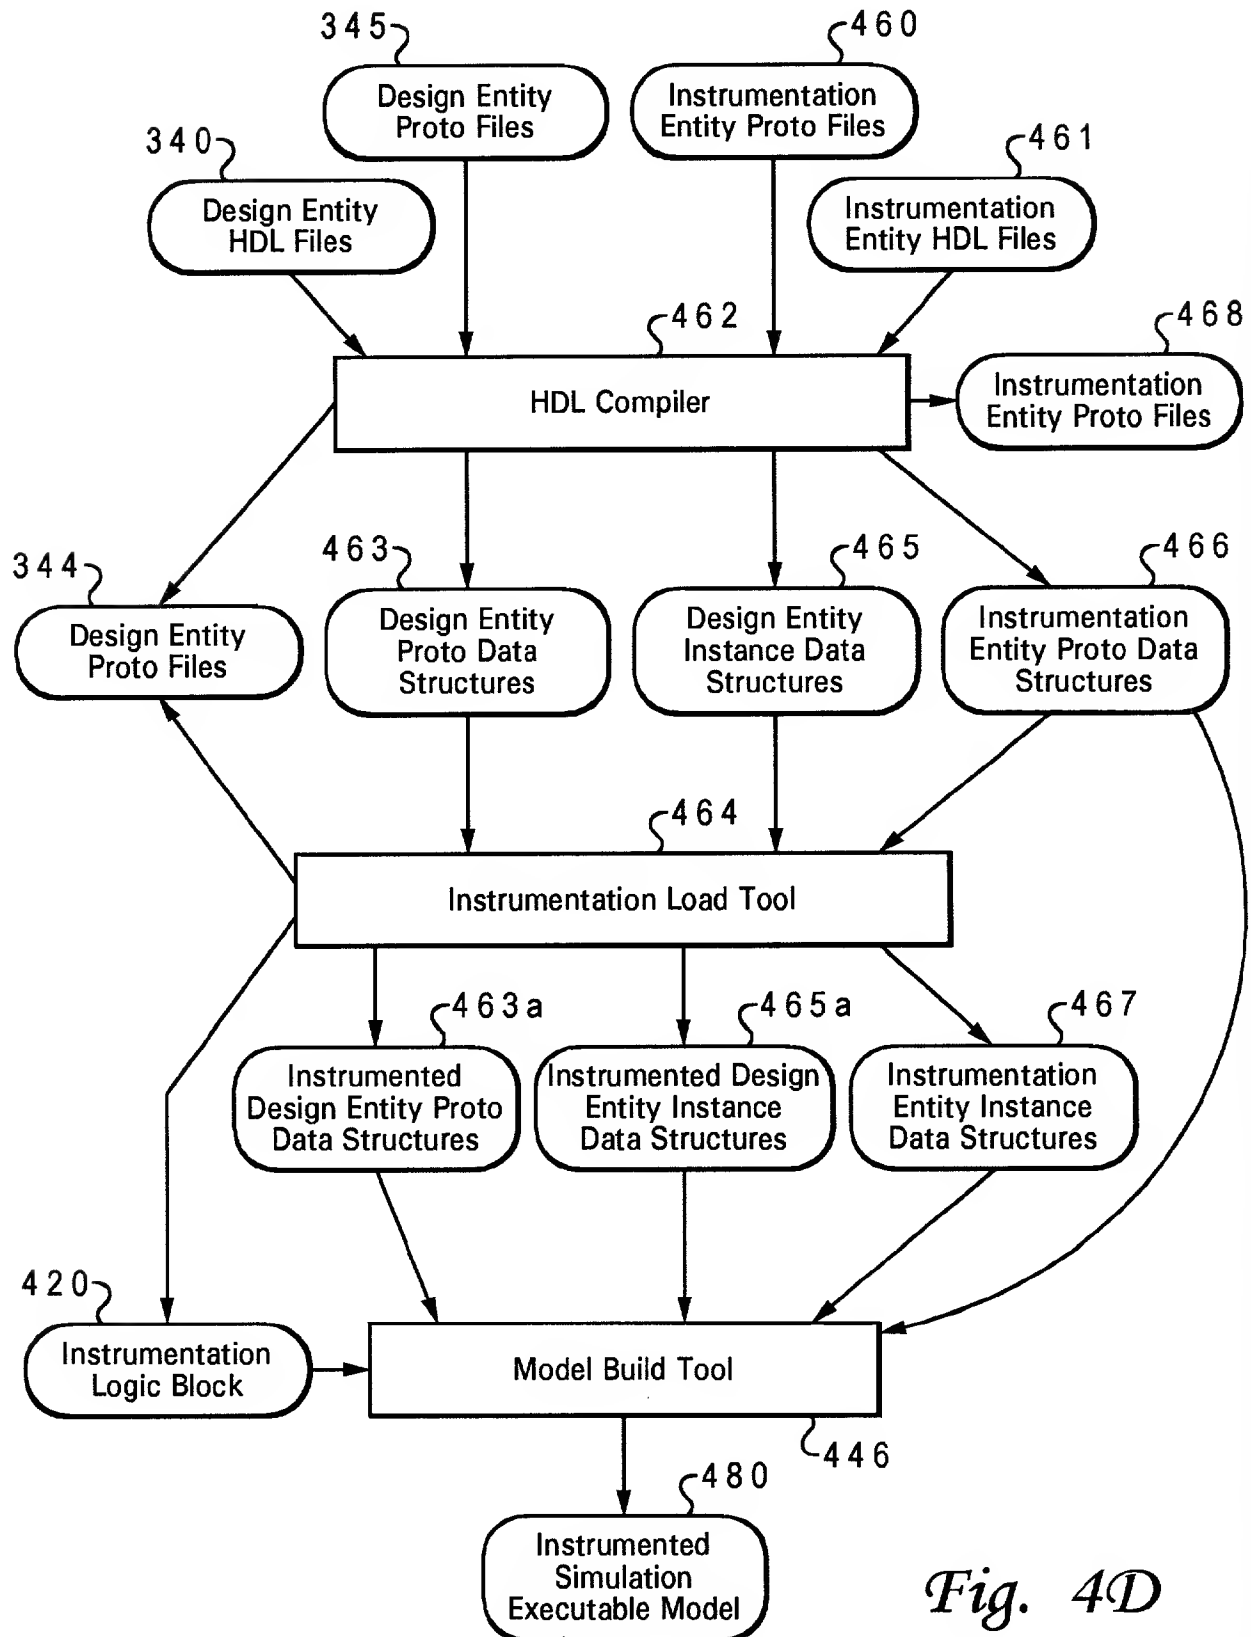 345
460
Design Entity
Proto Files
Instrumentation
Entity Proto Files
340
461
Design Entity
HDL Files
Instrumentation
Entity HDL Files
462
468
HDL Compiler
Instrumentation
Entity Proto Files
344
463
465
466
Design Entity
Proto Files
Design Entity
Proto Data
Structures
Design Entity
Instance Data
Structures
Instrumentation
Entity Proto Data
Structures
464
Instrumentation Load Tool
463a
465a
467
Instrumented
Design Entity Proto
Data Structures
Instrumented Design
Entity Instance
Data Structures
Instrumentation
Entity Instance
Data Structures
420
Instrumentation
Logic Block
Model Build Tool
446
480
Instrumented
Simulation
Executable Model
Fig. 4D